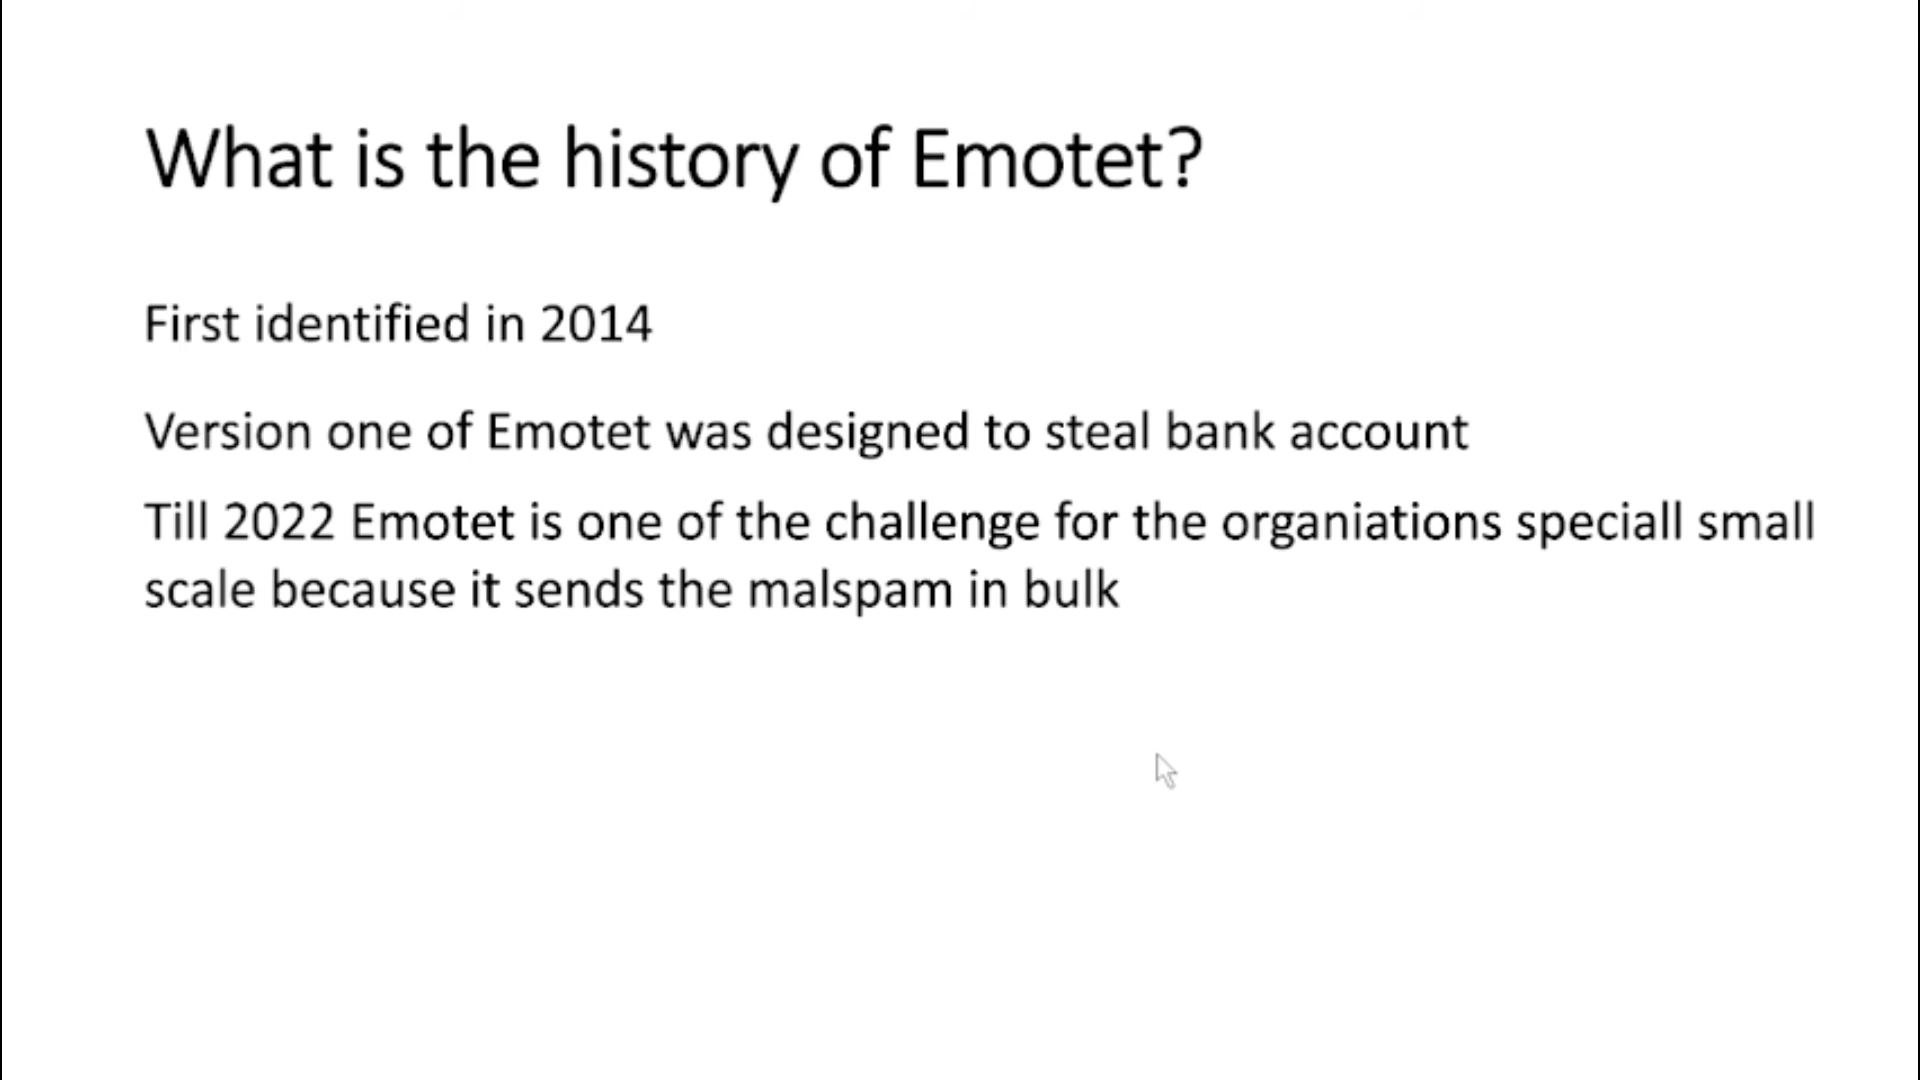 What is the history of Emotet?
First identified in 2014
Version one of Emotet was designed to steal bank account
Till 2022 Emotet is one of the challenge for the organiations speciall small
scale because it sends the malspam in bulk